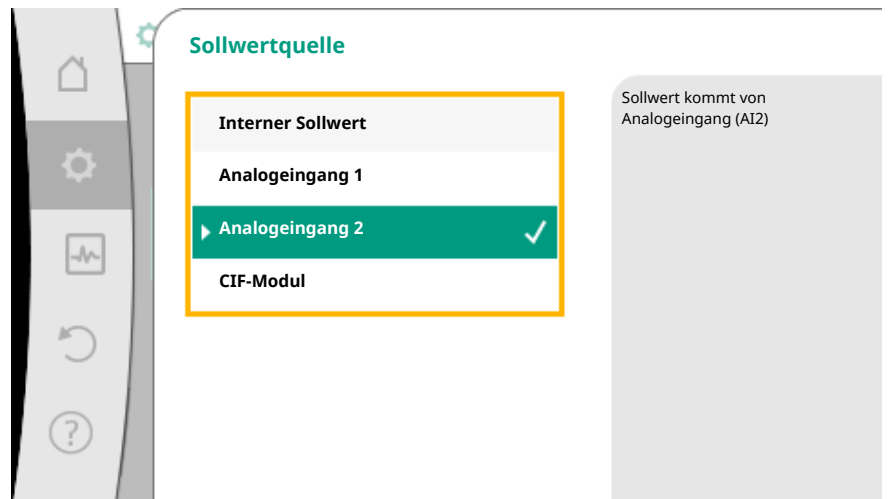 Sollwertquelle
Interner Sollwert
Analogeingang 1
Analogeingang 2
CIF-Modul
Sollwert kommt von
Analogeingang (AI2)
?